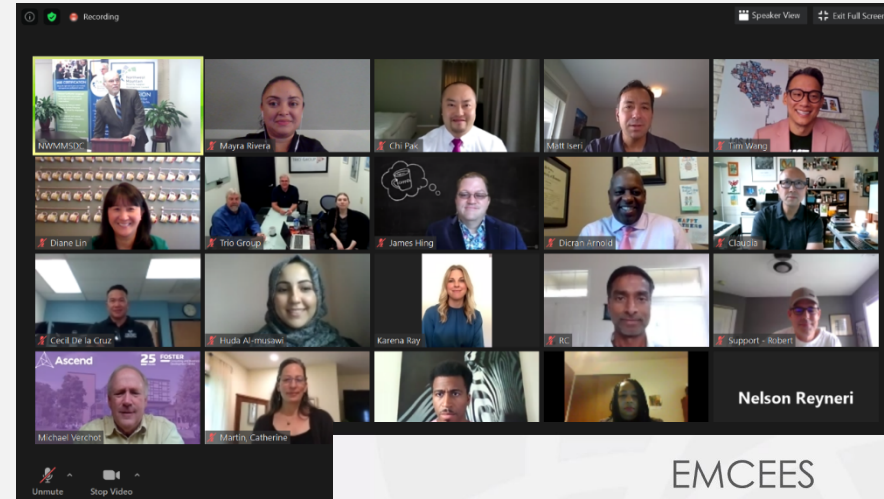 Recording
Speaker View
Exit Full Screen
NWMMSDC
Mayra Rivera
Chi Pak
Matt Iseri
Tim Wang
Diane Lin
Trio Group
James Hing
Dicran Arnold
Claudia
Cecil De la Cruz
Huda Al-musawi
Karena Ray
RC
Support - Robert
Ascend
25 FOSTER
Michael Verchot
Martin, Catherine
Nelson Reyneri
Unmute
Stop Video
EMCEES